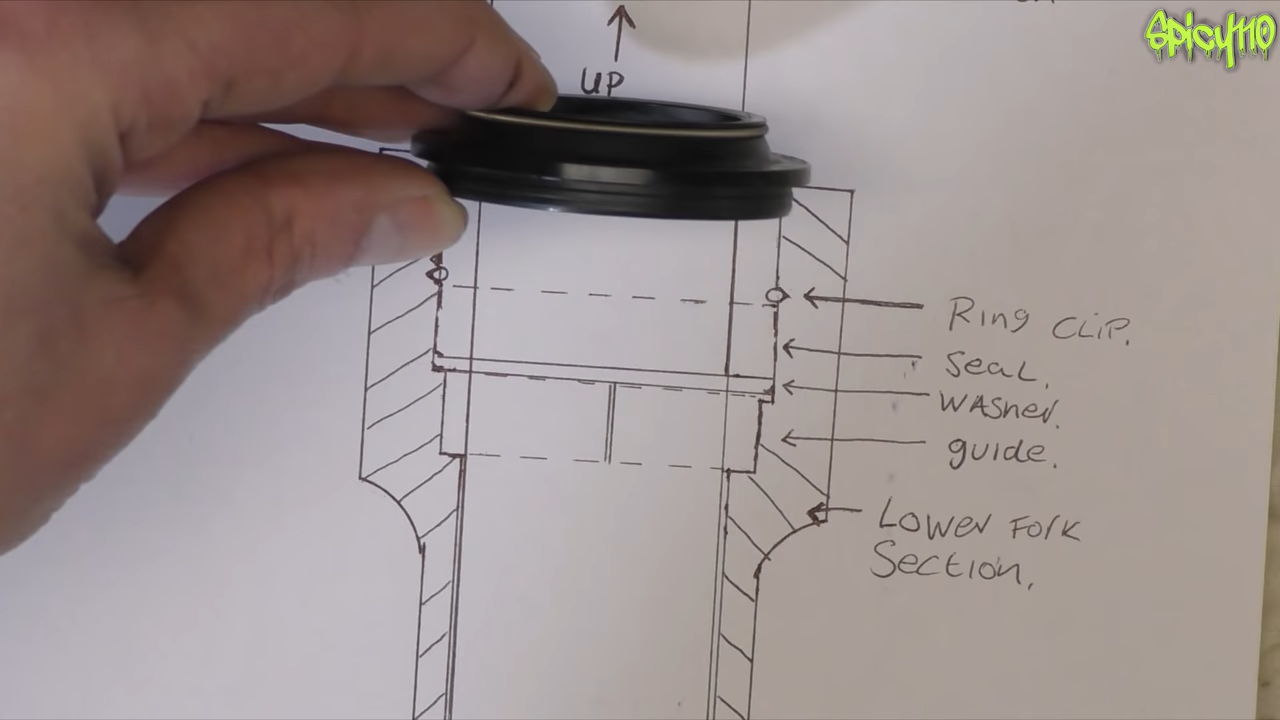 Spicy110
UP
Ring CLiP.
SeaL.
WASHer.
guide.
Lower Fork
Section.